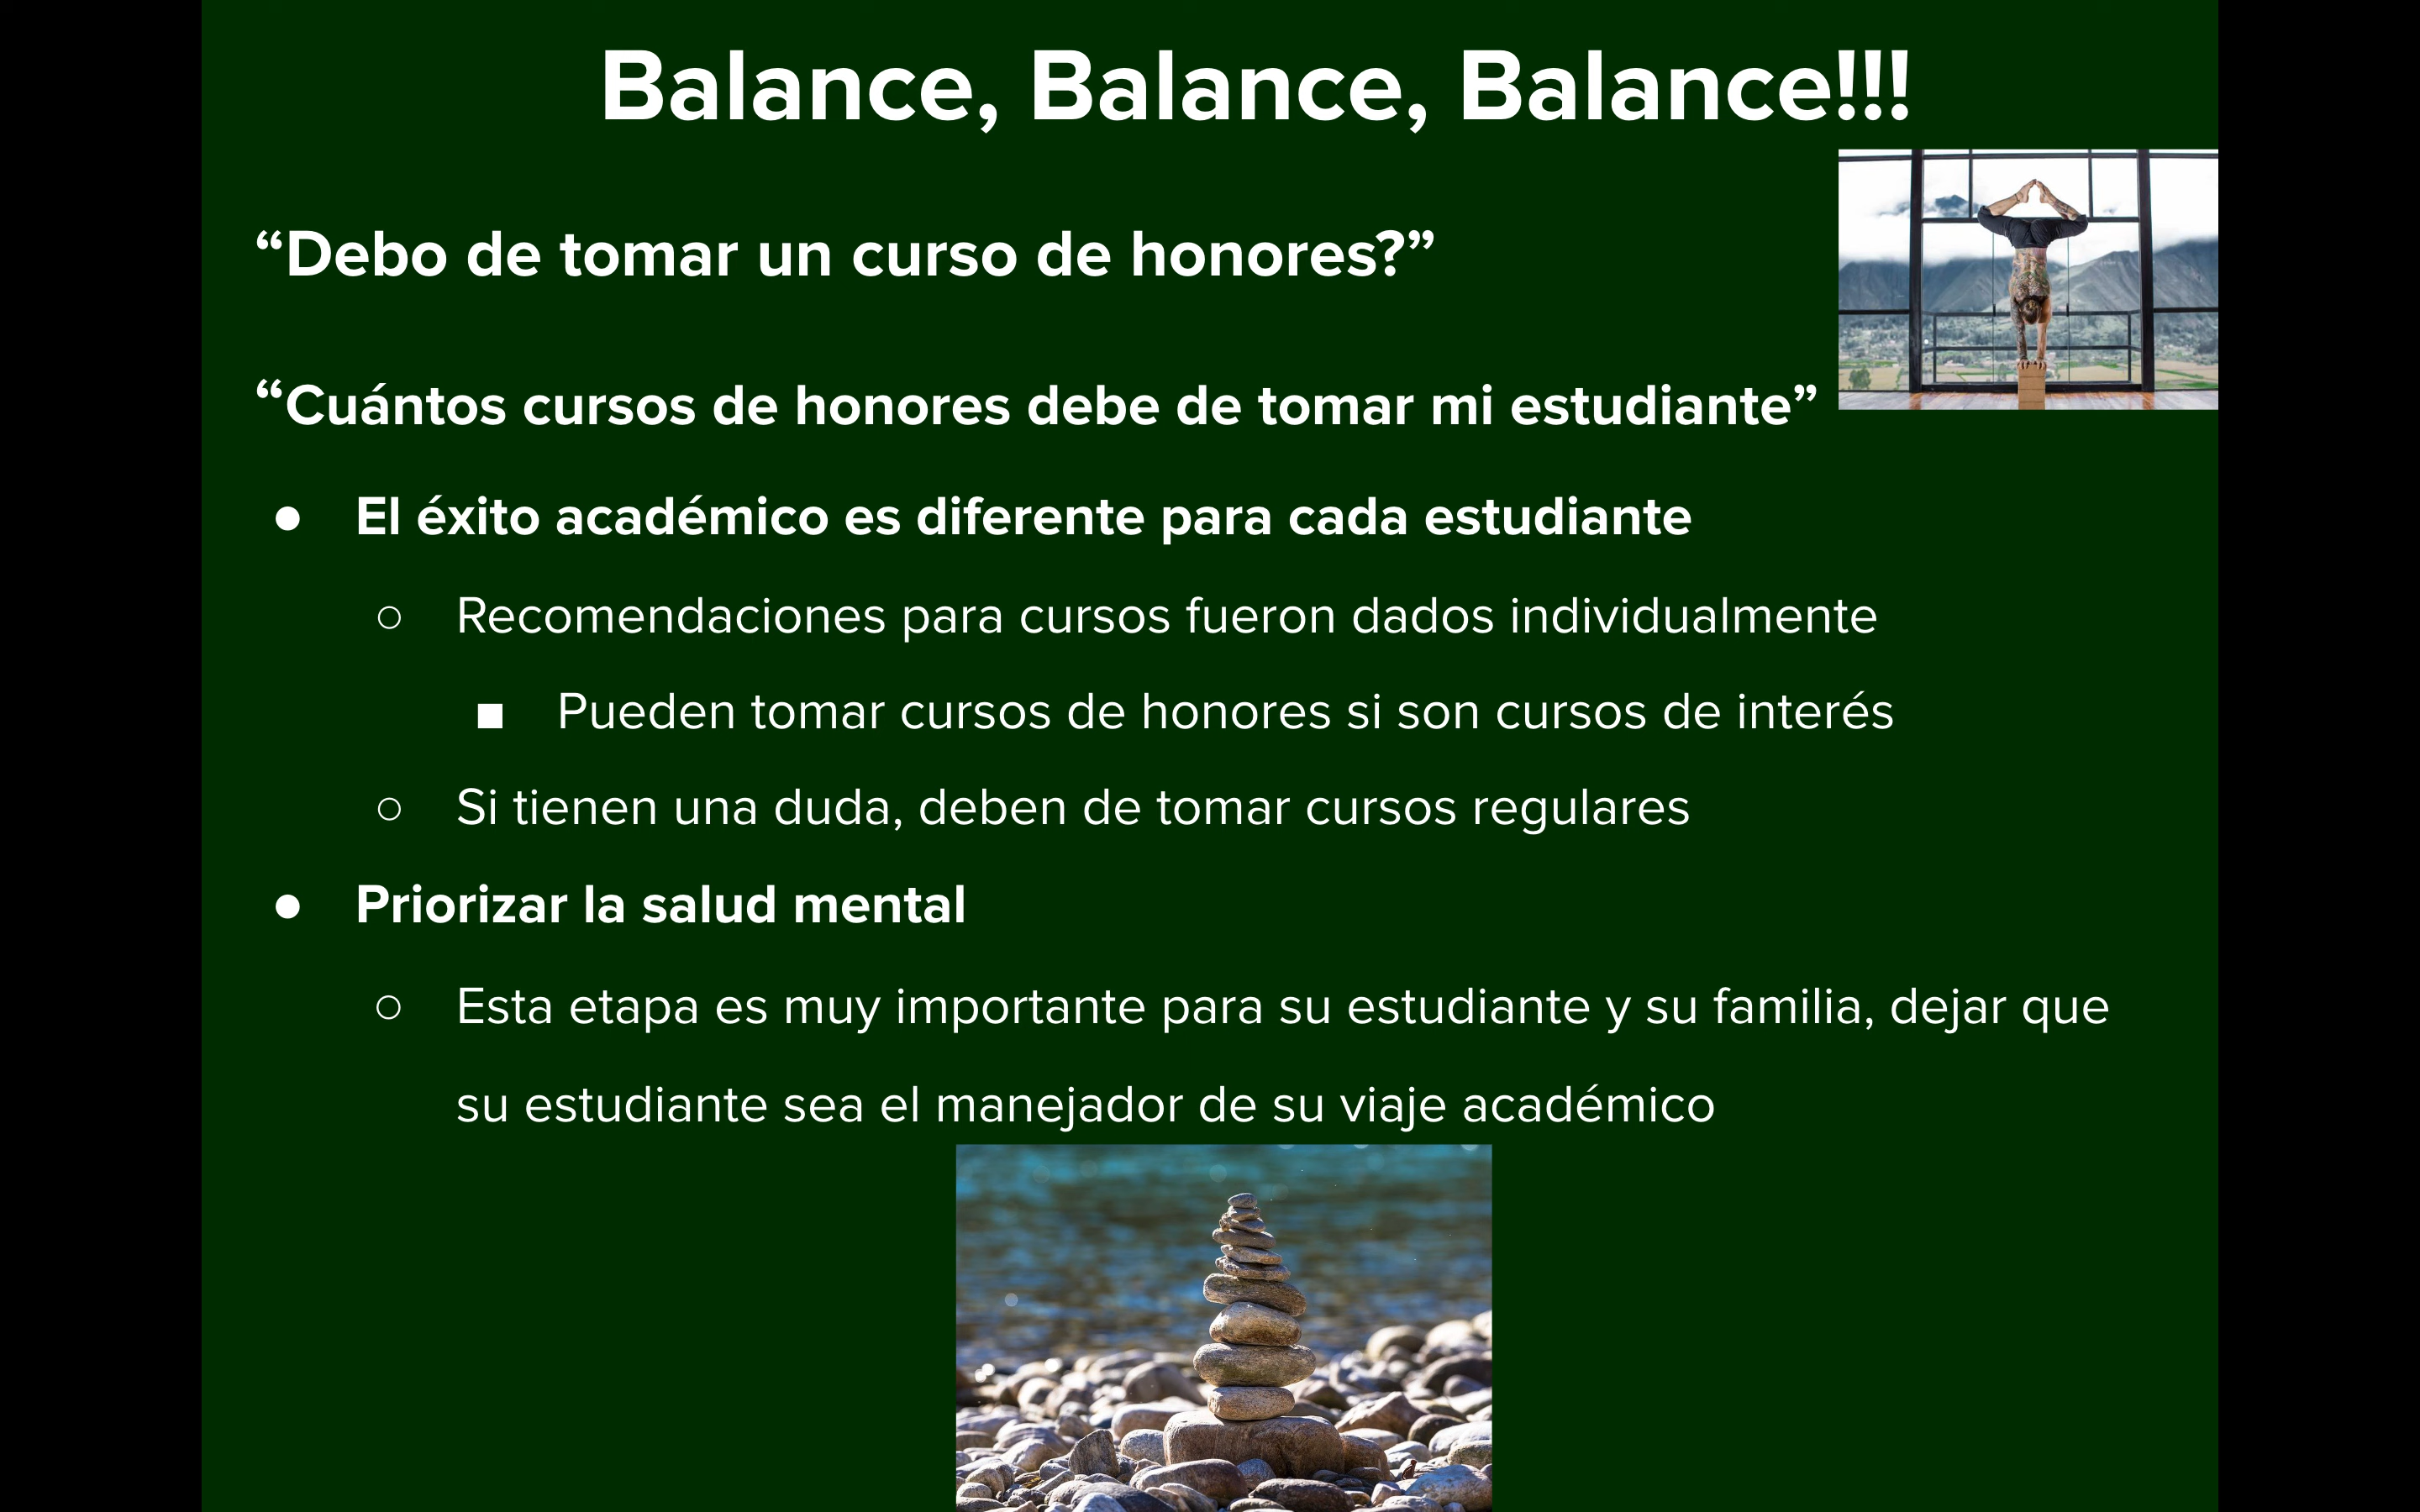 Balance, Balance, Balance!!!
“Debo de tomar un curso de honores?”
“Cuántos cursos de honores debe de tomar mi estudiante”
● El éxito académico es diferente para cada estudiante
○ Recomendaciones para cursos fueron dados individualmente
■ Pueden tomar cursos de honores si son cursos de interés
○ Si tienen una duda, deben de tomar cursos regulares
● Priorizar la salud mental
○ Esta etapa es muy importante para su estudiante y su familia, dejar que
su estudiante sea el manejador de su viaje académico